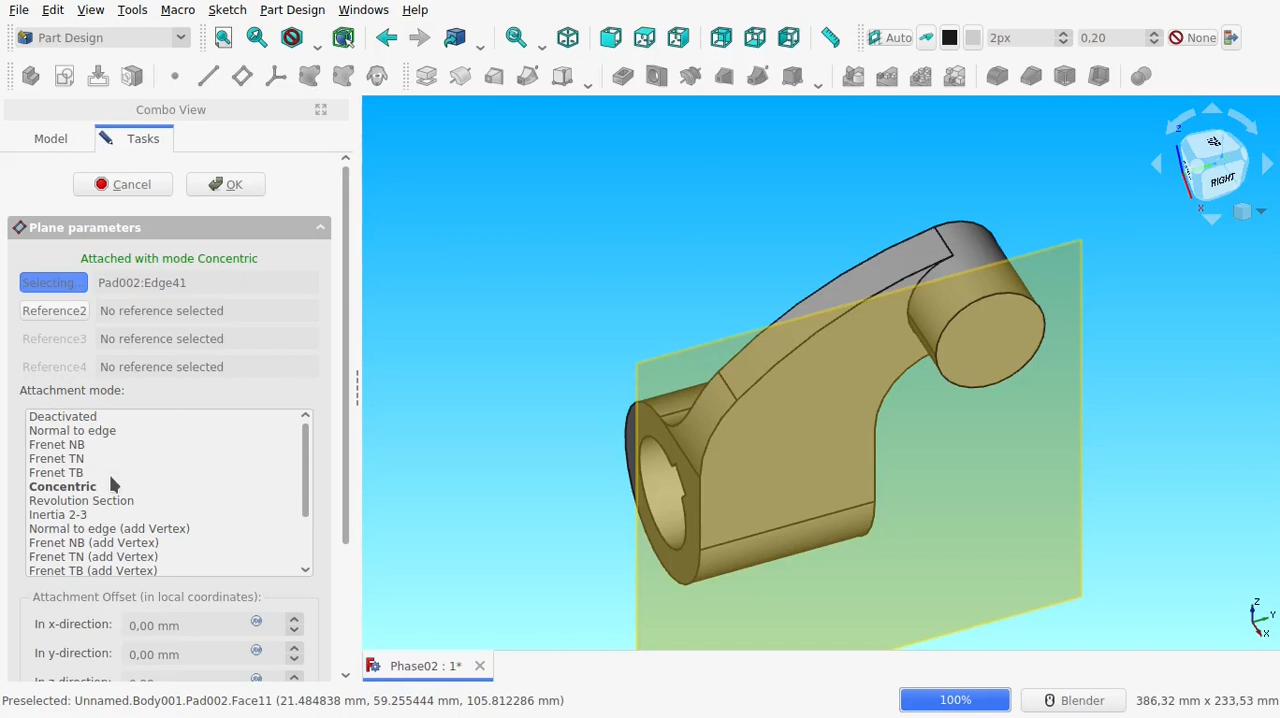 File Edit View Tools Macro Sketch Part Design Windows Help
Part Design
Auto
2px
0,20
None
Combo View
Model
Tasks
Cancel
OK
Plane parameters
Attached with mode Concentric
Selecting...
Pad002:Edge41
Reference2
No reference selected
Reference3
No reference selected
Reference4
No reference selected
Attachment mode:
Deactivated
Normal to edge
Frenet NB
Frenet TN
Frenet TB
Concentric
Revolution Section
Inertia 2-3
Normal to edge (add Vertex)
Frenet NB (add Vertex)
Frenet TN (add Vertex)
Frenet TB (add Vertex)
Attachment Offset (in local coordinates):
In x-direction:
0,00 mm
In y-direction:
0,00 mm
Z
RIGHT
X
Z
Y
X
Phase02 : 1*
Preselected: Unnamed.Body001.Pad002.Face11 (21.484838 mm, 59.255444 mm, 105.812286 mm)
100%
Blender
386,32 mm x 233,53 mm